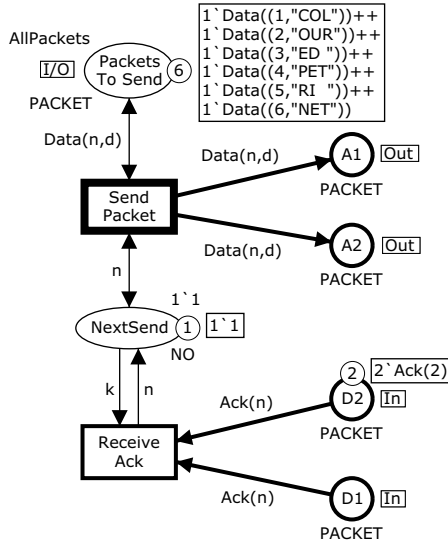 AllPackets
I/O
PACKET
Packets
To Send
6
1`Data((1,"COL"))++
1`Data((2,"OUR"))++
1`Data((3,"ED "))++
1`Data((4,"PET"))++
1`Data((5,"RI  "))++
1`Data((6,"NET"))
Data(n,d)
Data(n,d)
A1
Out
PACKET
Send
Packet
Data(n,d)
A2
Out
PACKET
n
1`1
NextSend
1
1`1
NO
k
n
2
2`Ack(2)
Ack(n)
D2
In
PACKET
Receive
Ack
Ack(n)
D1
In
PACKET